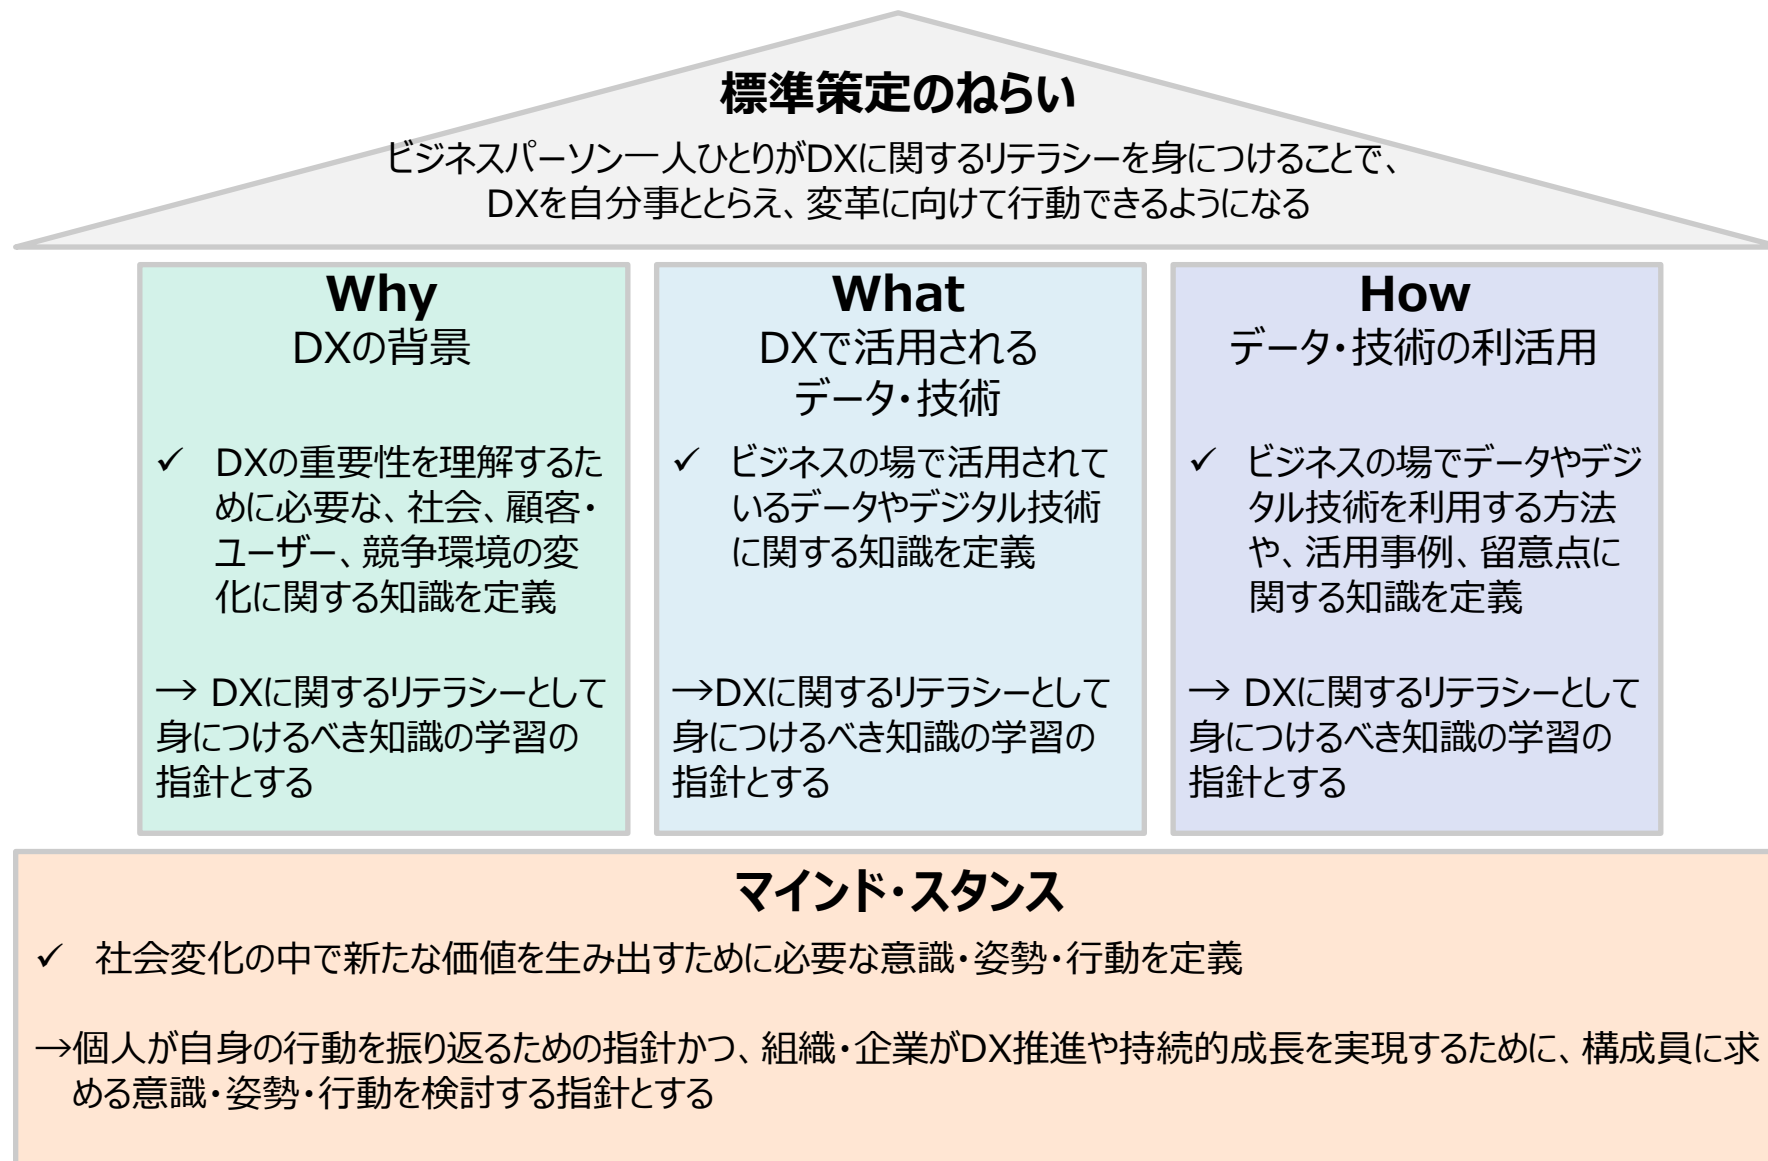 標準策定のねらい
ビジネスパーソン一人ひとりがDXに関するリテラシーを身につけることで、
DXを自分事ととらえ、変革に向けて行動できるようになる
Why
DXの背景
✓ DXの重要性を理解するた
めに必要な、社会、顧客・
ユーザー、競争環境の変
化に関する知識を定義
→ DXに関するリテラシーとして
身につけるべき知識の学習の
指針とする
What
DXで活用される
データ・技術
✓ ビジネスの場で活用されて
いるデータやデジタル技術
に関する知識を定義
→DXに関するリテラシーとして
身につけるべき知識の学習の
指針とする
How
データ・技術の利活用
✓ ビジネスの場でデータやデジ
タル技術を利用する方法
や、活用事例、留意点に
関する知識を定義
→ DXに関するリテラシーとして
身につけるべき知識の学習の
指針とする
マインド・スタンス
✓ 社会変化の中で新たな価値を生み出すために必要な意識・姿勢・行動を定義
→個人が自身の行動を振り返るための指針かつ、組織・企業がDX推進や持続的成長を実現するために、構成員に求
める意識・姿勢・行動を検討する指針とする